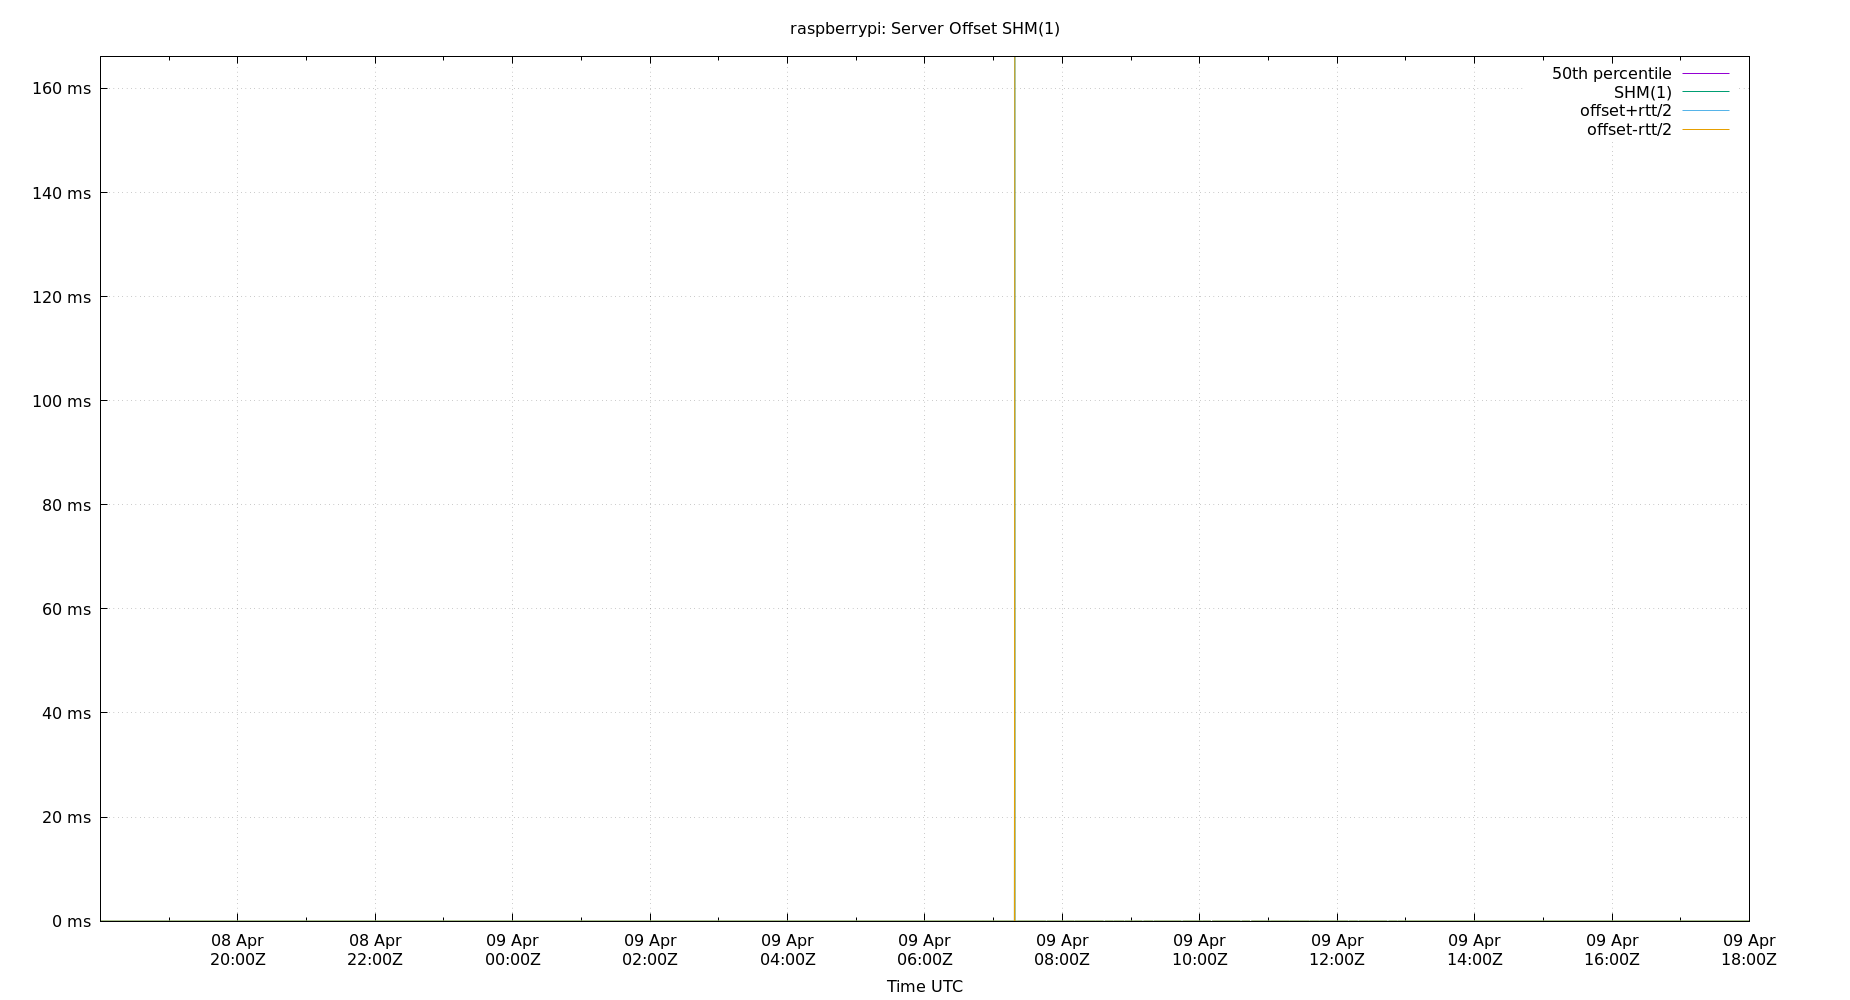 raspberrypi: Server Offset SHM(1)
160 ms
140 ms
120 ms
100 ms
80 ms
60 ms
40 ms
20 ms
0 ms
50th percentile
SHM(1)
offset+rtt/2
offset-rtt/2
08 Apr 08 Apr 09 Apr 09 Apr 09 Apr 09 Apr 09 Apr 09 Apr 09 Apr 09 Apr 09 Apr 09 Apr
20:00Z 22:00Z 00:00Z 02:00Z 04:00Z 06:00Z 08:00Z 10:00Z 12:00Z 14:00Z 16:00Z 18:00Z
Time UTC